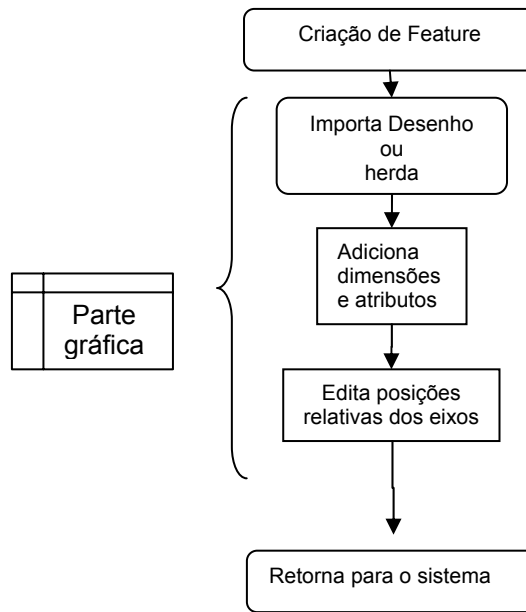 Criação de Feature
Importa Desenho
ou
herda
Adiciona
dimensões
e atributos
Parte
gráfica
Edita posições
relativas dos eixos
Retorna para o sistema